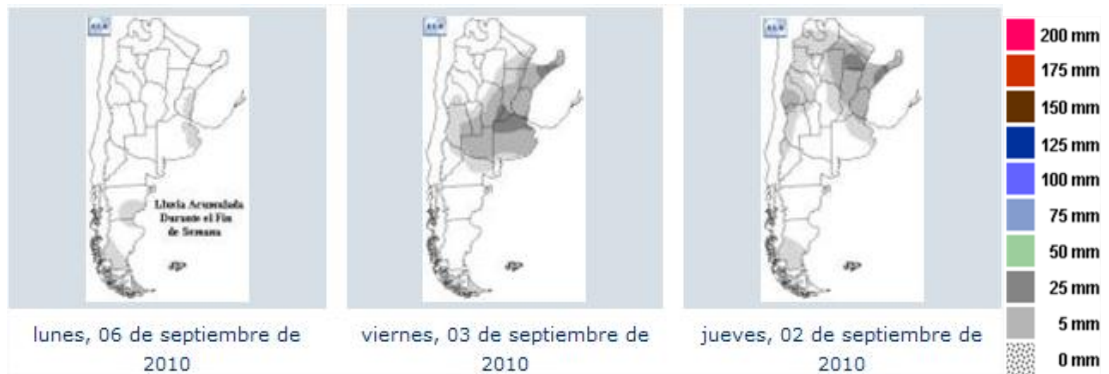 Lluvia Acumulada
Durante el Fin
de Semana
lunes, 06 de septiembre de
2010
viernes, 03 de septiembre de
2010
jueves, 02 de septiembre de
2010
200 mm
175 mm
150 mm
125 mm
100 mm
75 mm
50 mm
25 mm
5 mm
0 mm